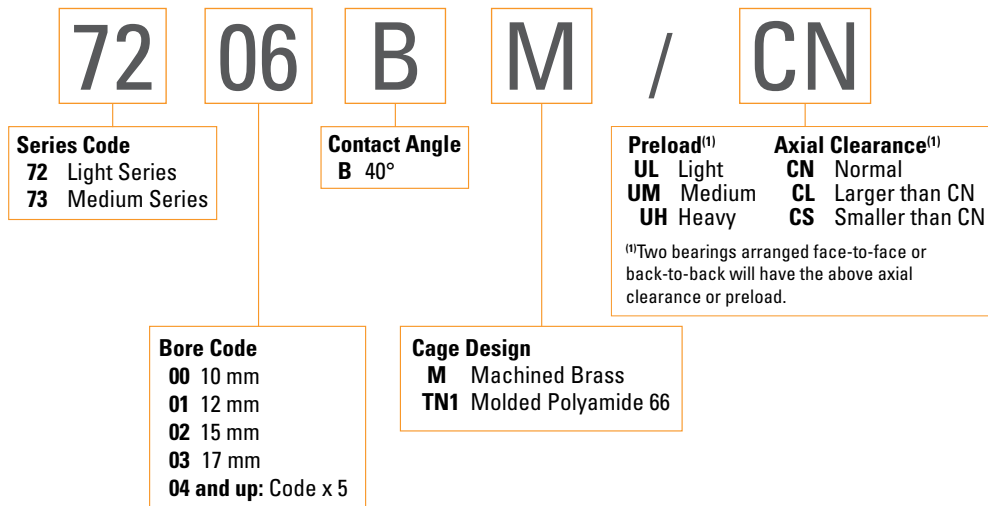 72 06 B M / CN
Series Code
72 Light Series
73 Medium Series
Contact Angle
B 40°
Preload(1) Axial Clearance(1)
UL Light CN Normal
UM Medium CL Larger than CN
UH Heavy CS Smaller than CN
(1)Two bearings arranged face-to-face or
back-to-back will have the above axial
clearance or preload.
Bore Code
00 10 mm
01 12 mm
02 15 mm
03 17 mm
04 and up: Code x 5
Cage Design
M Machined Brass
TN1 Molded Polyamide 66